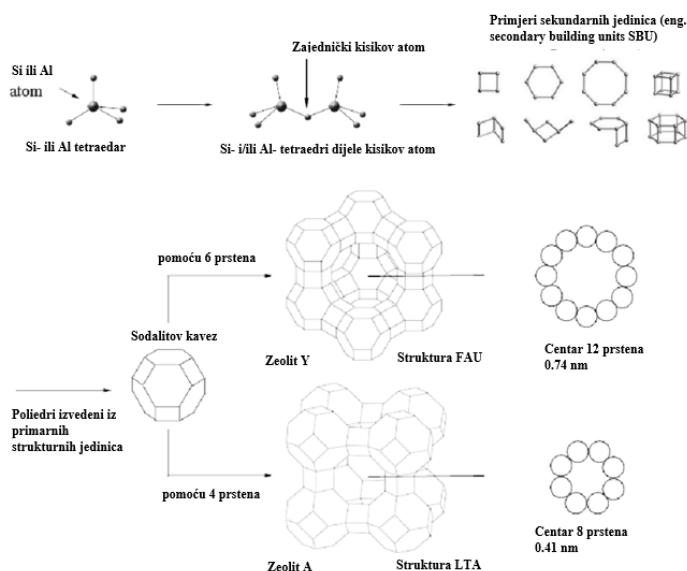 Primjeri sekundarnih jedinica (eng.
secondary building units SBU)
Zajednički kisikov atom
Si ili Al
atom
Si- ili Al tetraedar
Si- i/ili Al- tetraedri dijele kisikov atom
pomoću 6 prstena
Sodalitov kavez
Zeolit Y
Struktura FAU
Centar 12 prstena
0.74 nm
Poliedri izvedeni iz
primarnih
strukturnih jedinica
pomoću 4 prstena
Zeolit A
Struktura LTA
Centar 8 prstena
0.41 nm